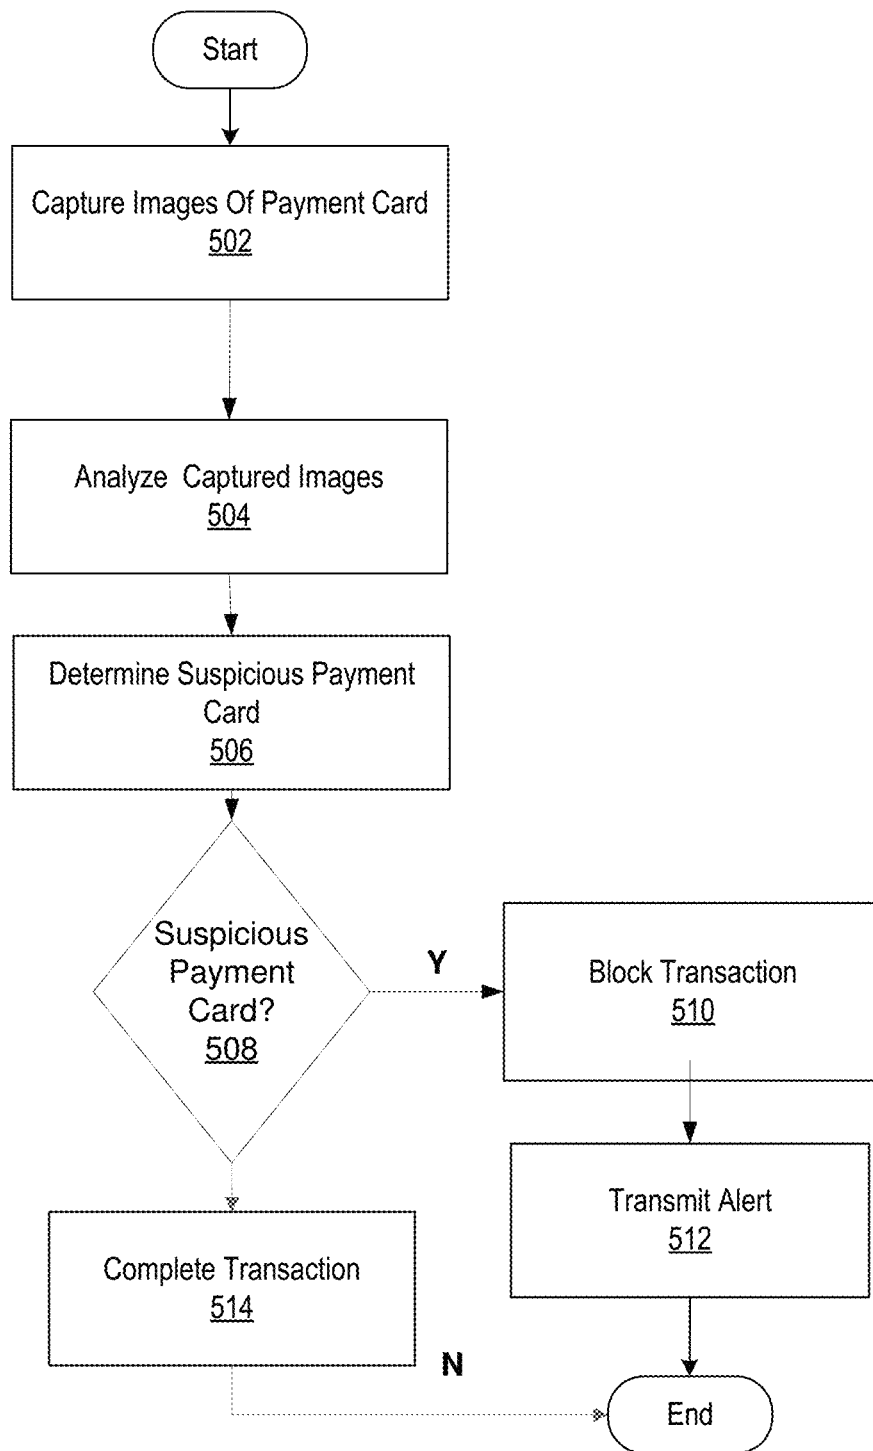 Start
Capture Images Of Payment Card
502
Analyze Captured Images
504
Determine Suspicious Payment
Card
506
Suspicious
Payment
Card?
508
Y
Block Transaction
510
Transmit Alert
512
Complete Transaction
514
N
End